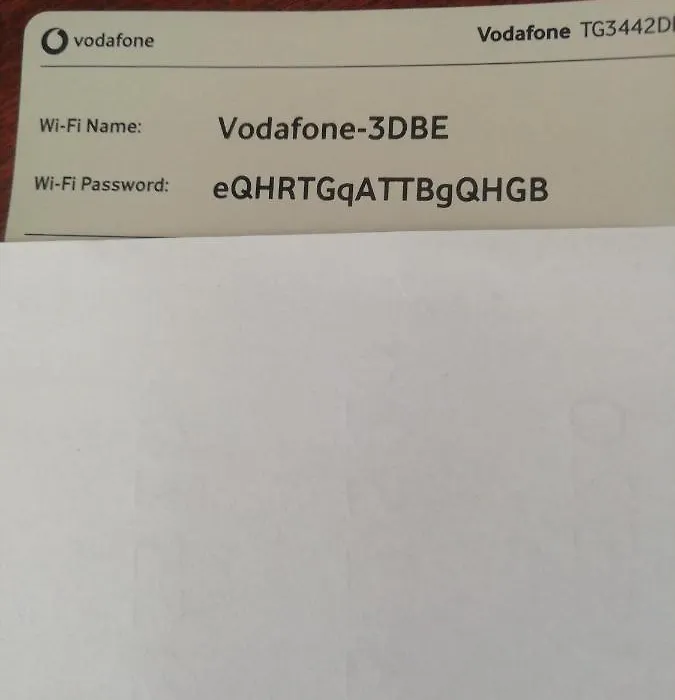 vodafone Vodafone TG3442D
Wi-Fi Name: Vodafone-3DBE
Wi-Fi Password: eQHRTGqATTBgQHGB